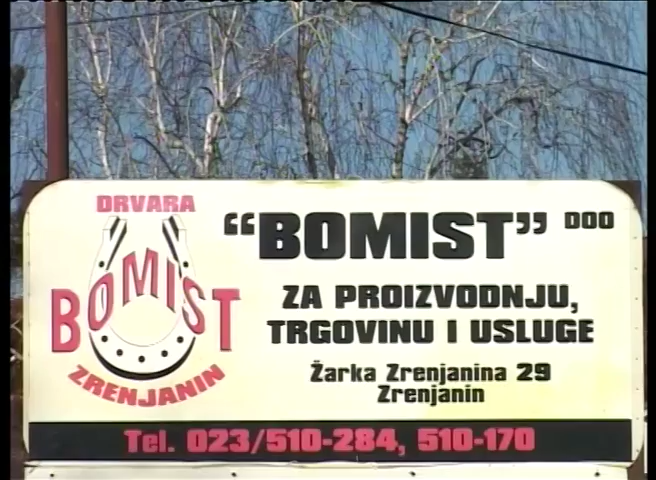 DRVARA
BOMIST
ZRENJANIN
“BOMIST” DOO
ZA PROIZVODNJU,
TRGOVINU I USLUGE
Žarka Zrenjanina 29
Zrenjanin
Tel. 023/510-284, 510-170